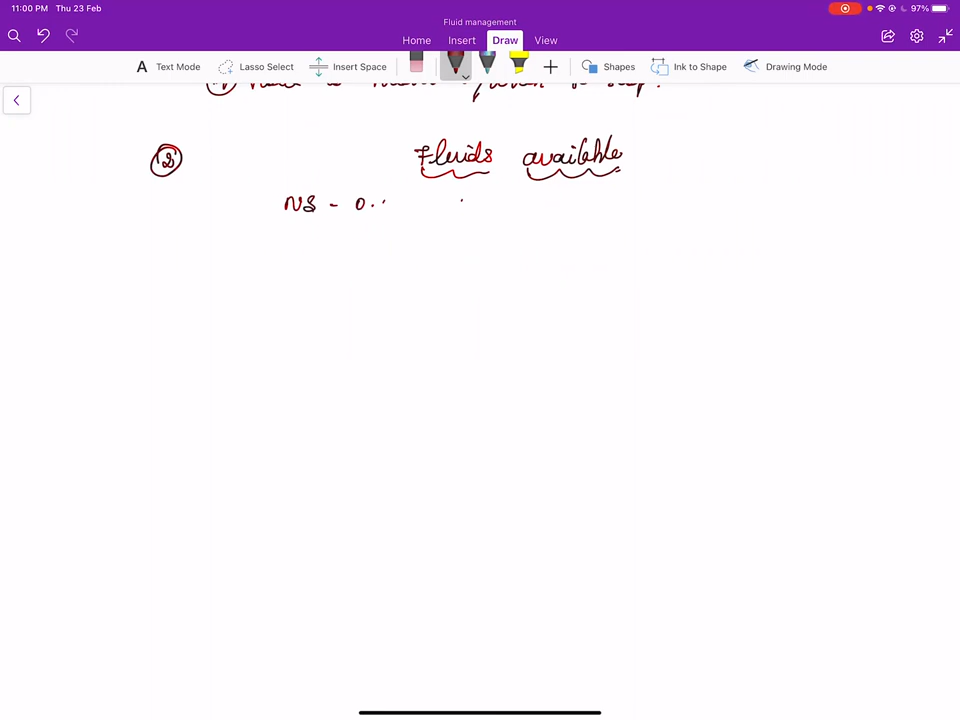 11:00 PM Thu 23 Feb
Fluid management
97%
Home Insert Draw View
A Text Mode Lasso Select Insert Space Shapes Ink to Shape Drawing Mode
Fluids available
NS - 0..